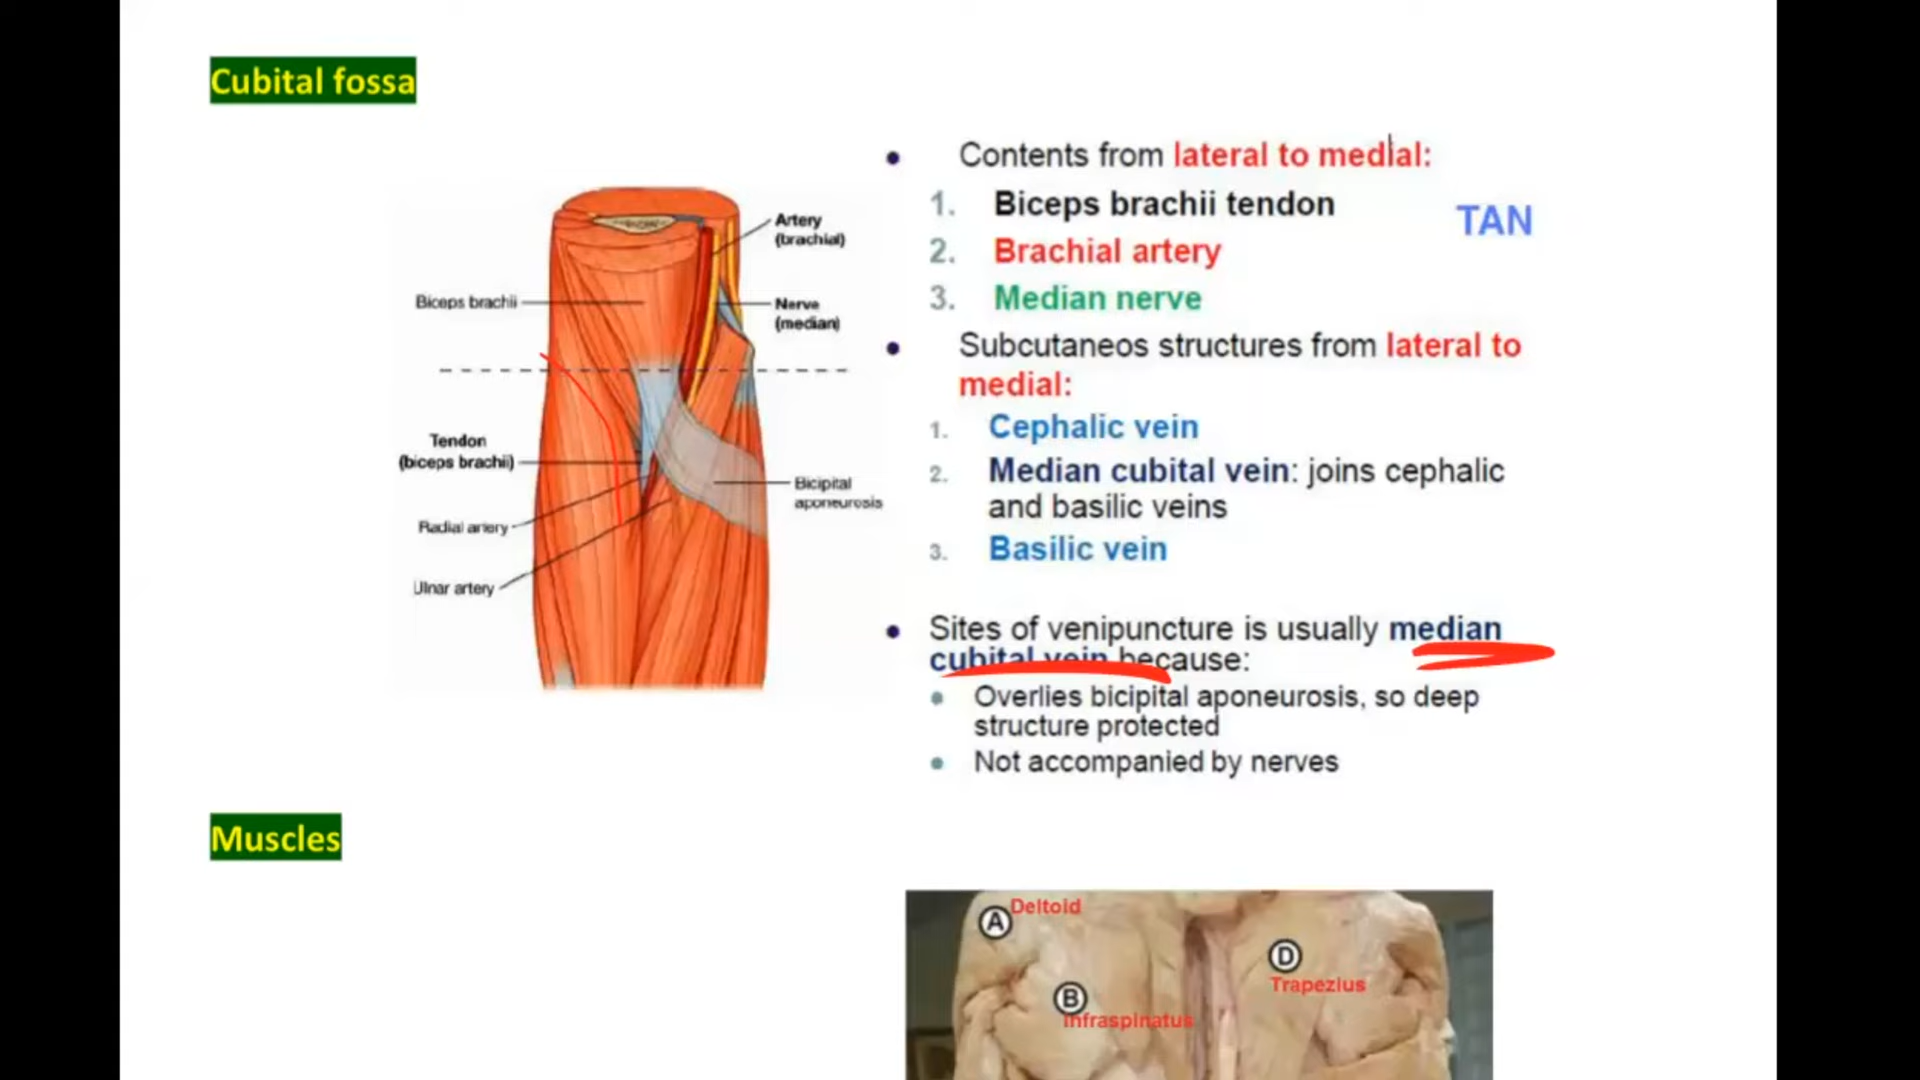 Cubital fossa
Contents from lateral to medial:
1. Biceps brachii tendon
2. Brachial artery
3. Median nerve
TAN
Subcutaneos structures from lateral to
medial:
1. Cephalic vein
2. Median cubital vein: joins cephalic
and basilic veins
3. Basilic vein
Sites of venipuncture is usually median
cubital vein because:
Overlies bicipital aponeurosis, so deep
structure protected
Not accompanied by nerves
Artery
(brachial)
Biceps brachii
Nerve
(median)
Tendon
(biceps brachii)
Bicipital
aponeurosis
Radial artery
Ulnar artery
Muscles
A Deltoid
D
Trapezius
B
Infraspinatus